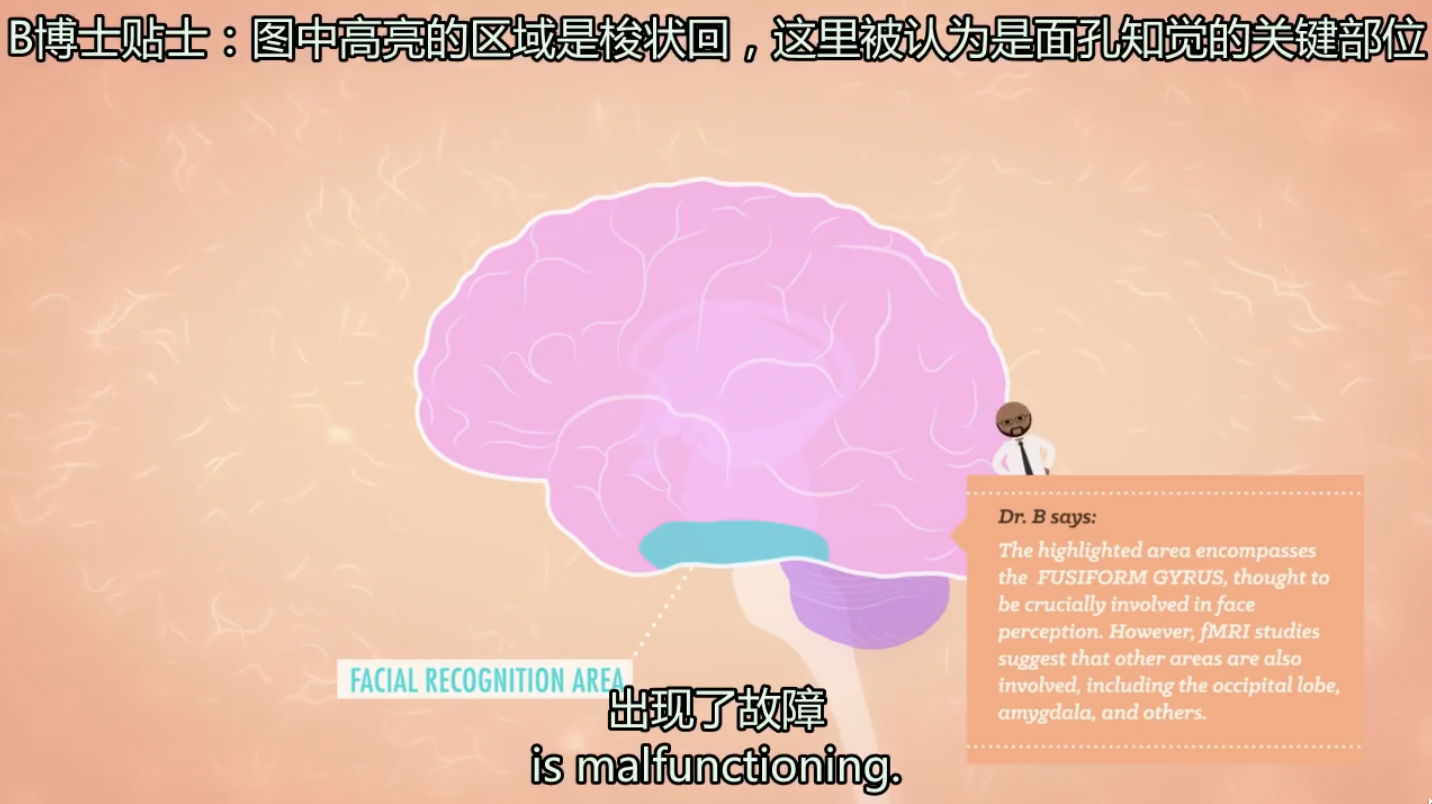 B博士贴士：图中高亮的区域是梭状回，这里被认为是面孔知觉的关键部位
Dr. B says:
The highlighted area encompasses
the FUSIFORM GYRUS, thought to
be crucially involved in face
perception. However, fMRI studies
suggest that other areas are also
involved, including the occipital lobe,
amygdala, and others.
FACIAL RECOGNITION AREA
出现了故障
is malfunctioning.